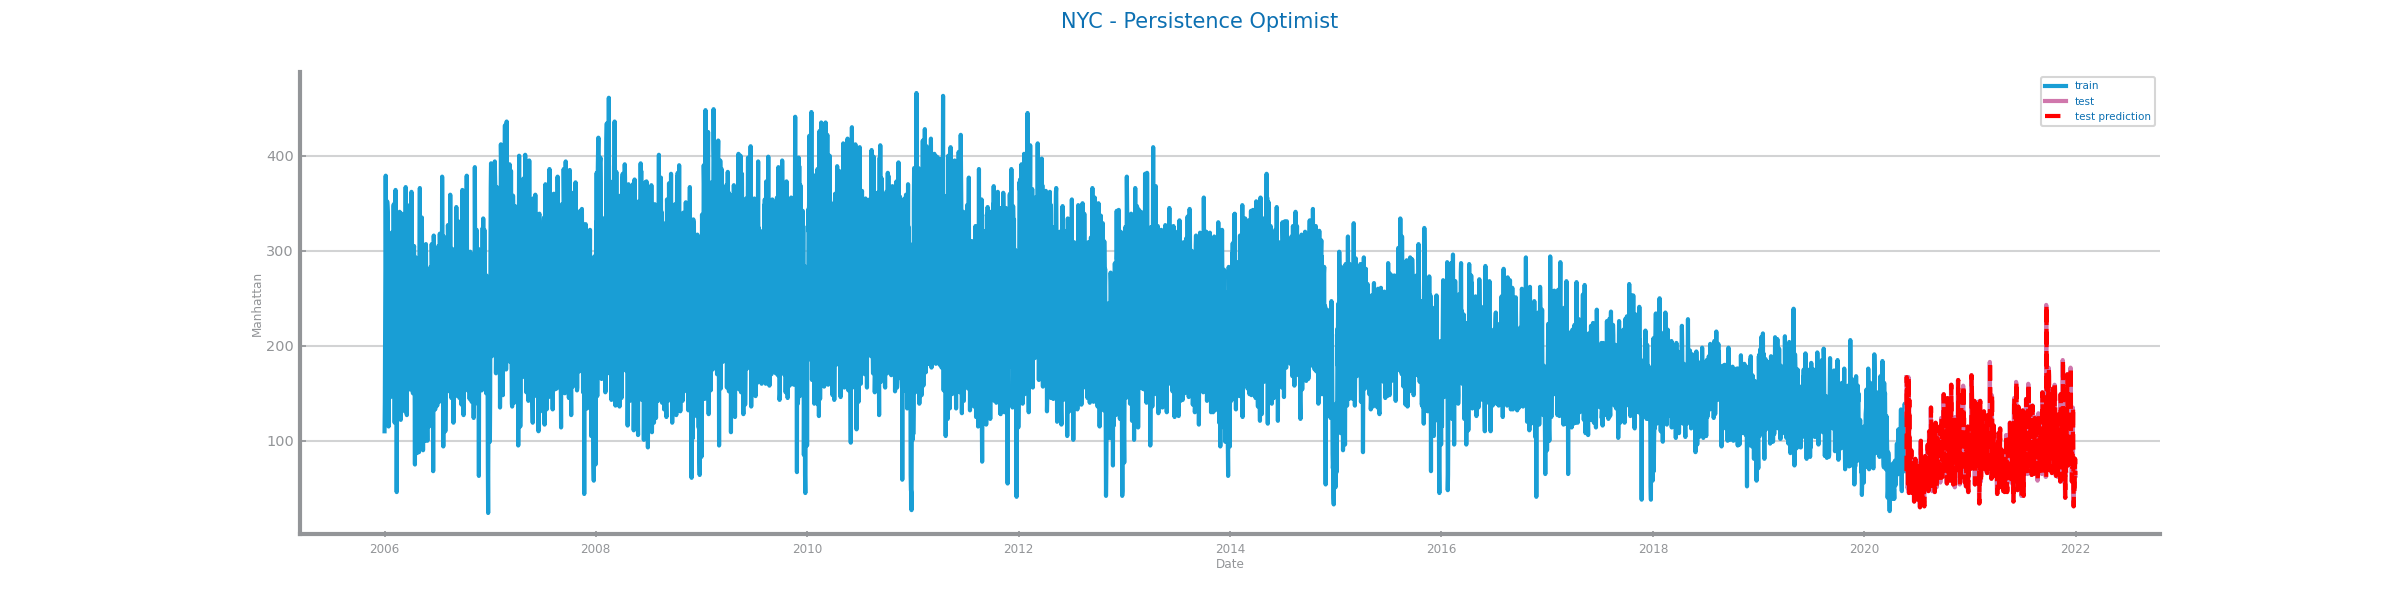 NYC - Persistence Optimist
train
test
test prediction
400
300
200
100
Manhattan
2006 2008 2010 2012 2014 2016 2018 2020 2022
Date